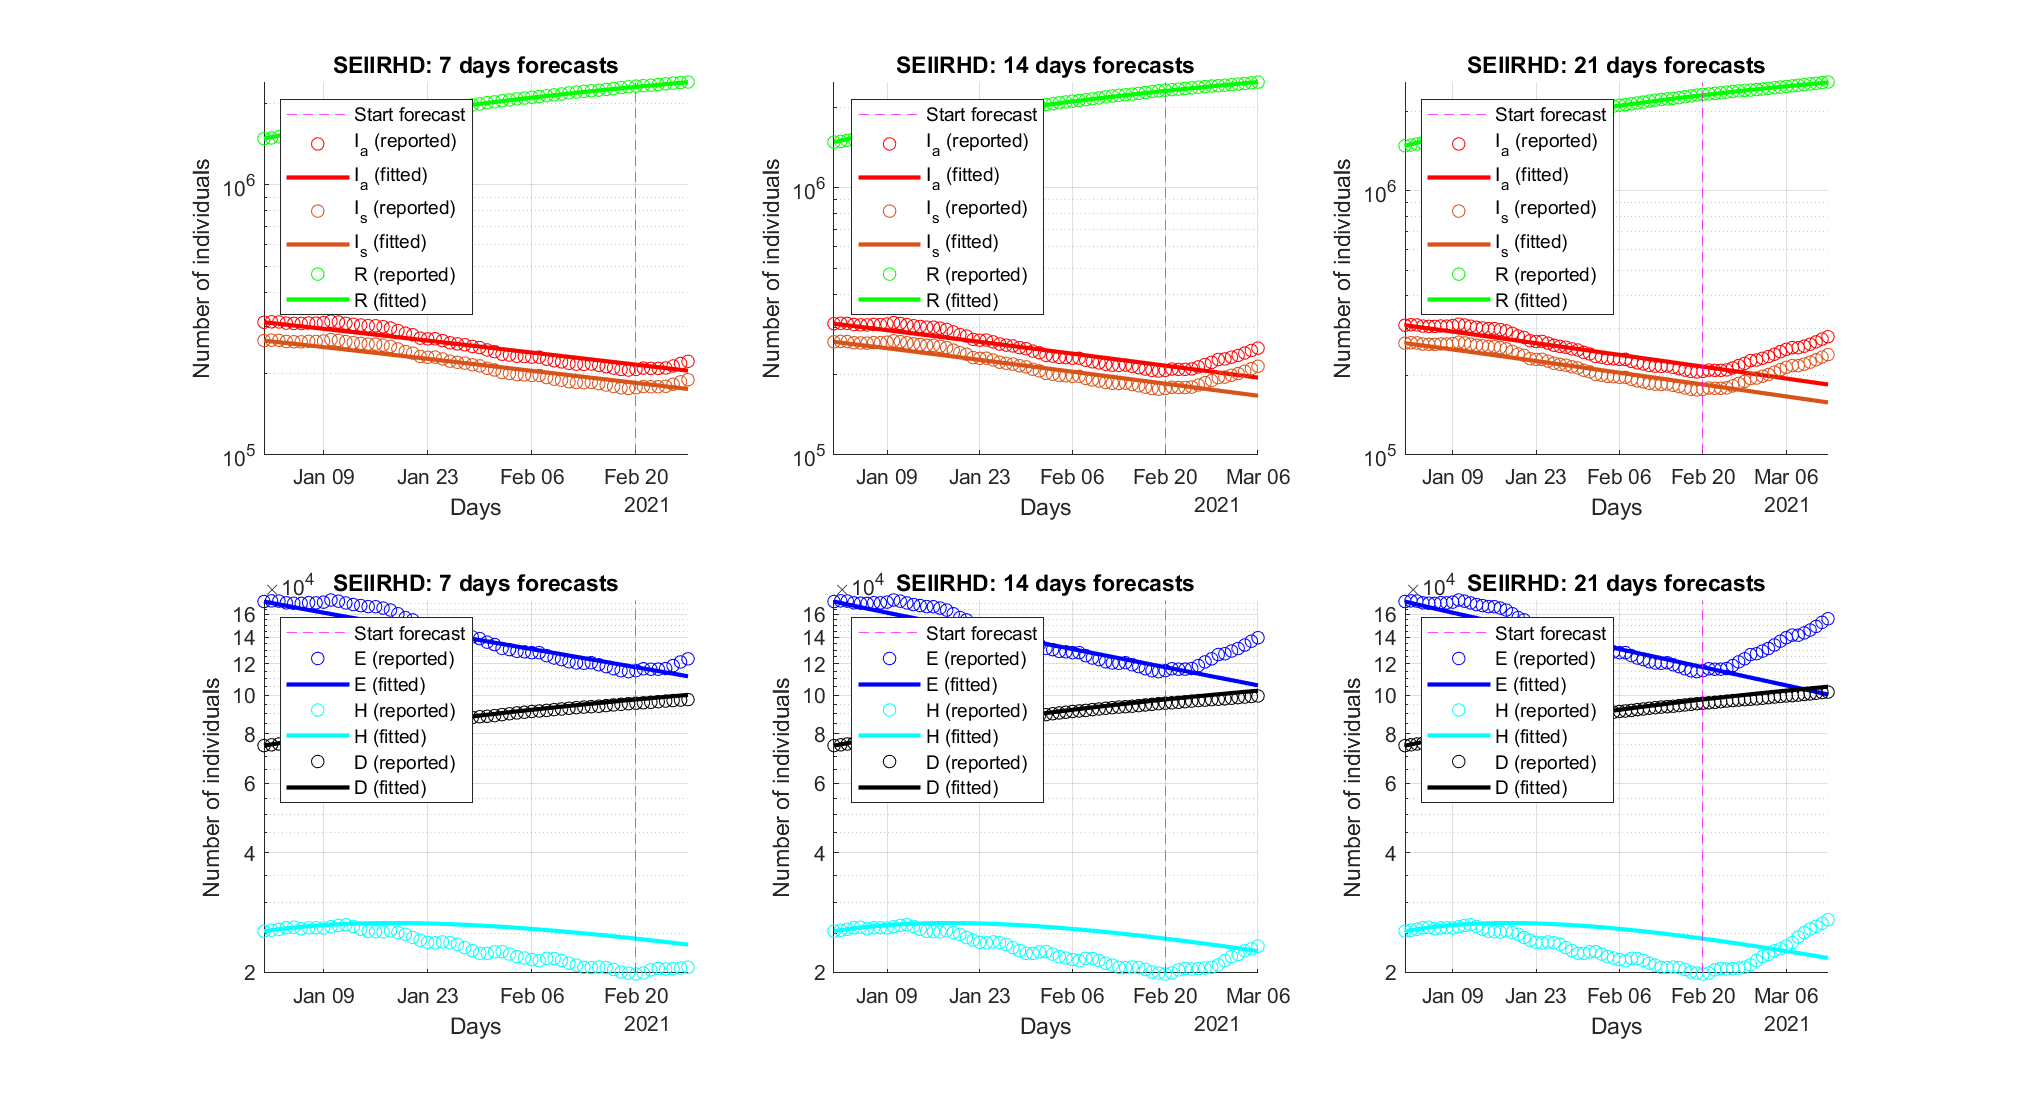 SEIIRHD: 7 days forecasts
Number of individuals
10^6
10^5
Start forecast
I_a (reported)
I_a (fitted)
I_s (reported)
I_s (fitted)
R (reported)
R (fitted)
Jan 09 Jan 23 Feb 06 Feb 20
Days
2021
SEIIRHD: 14 days forecasts
Number of individuals
10^6
10^5
Start forecast
I_a (reported)
I_a (fitted)
I_s (reported)
I_s (fitted)
R (reported)
R (fitted)
Jan 09 Jan 23 Feb 06 Feb 20 Mar 06
Days
2021
SEIIRHD: 21 days forecasts
Number of individuals
10^6
10^5
Start forecast
I_a (reported)
I_a (fitted)
I_s (reported)
I_s (fitted)
R (reported)
R (fitted)
Jan 09 Jan 23 Feb 06 Feb 20 Mar 06
Days
2021
SEIIRHD: 7 days forecasts
×10^4
Number of individuals
16
14
12
10
8
6
4
2
Start forecast
E (reported)
E (fitted)
H (reported)
H (fitted)
D (reported)
D (fitted)
Jan 09 Jan 23 Feb 06 Feb 20
Days
2021
SEIIRHD: 14 days forecasts
×10^4
Number of individuals
16
14
12
10
8
6
4
2
Start forecast
E (reported)
E (fitted)
H (reported)
H (fitted)
D (reported)
D (fitted)
Jan 09 Jan 23 Feb 06 Feb 20 Mar 06
Days
2021
SEIIRHD: 21 days forecasts
×10^4
Number of individuals
16
14
12
10
8
6
4
2
Start forecast
E (reported)
E (fitted)
H (reported)
H (fitted)
D (reported)
D (fitted)
Jan 09 Jan 23 Feb 06 Feb 20 Mar 06
Days
2021